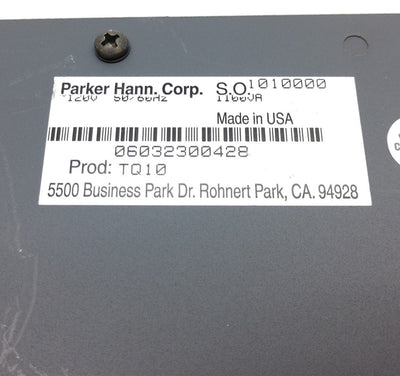 Parker Hann. Corp. S.O. 1010000
~120V 50/60Hz 1100VA
Made in USA
06032300428
Prod: TQ10
5500 Business Park Dr. Rohnert Park, CA. 94928